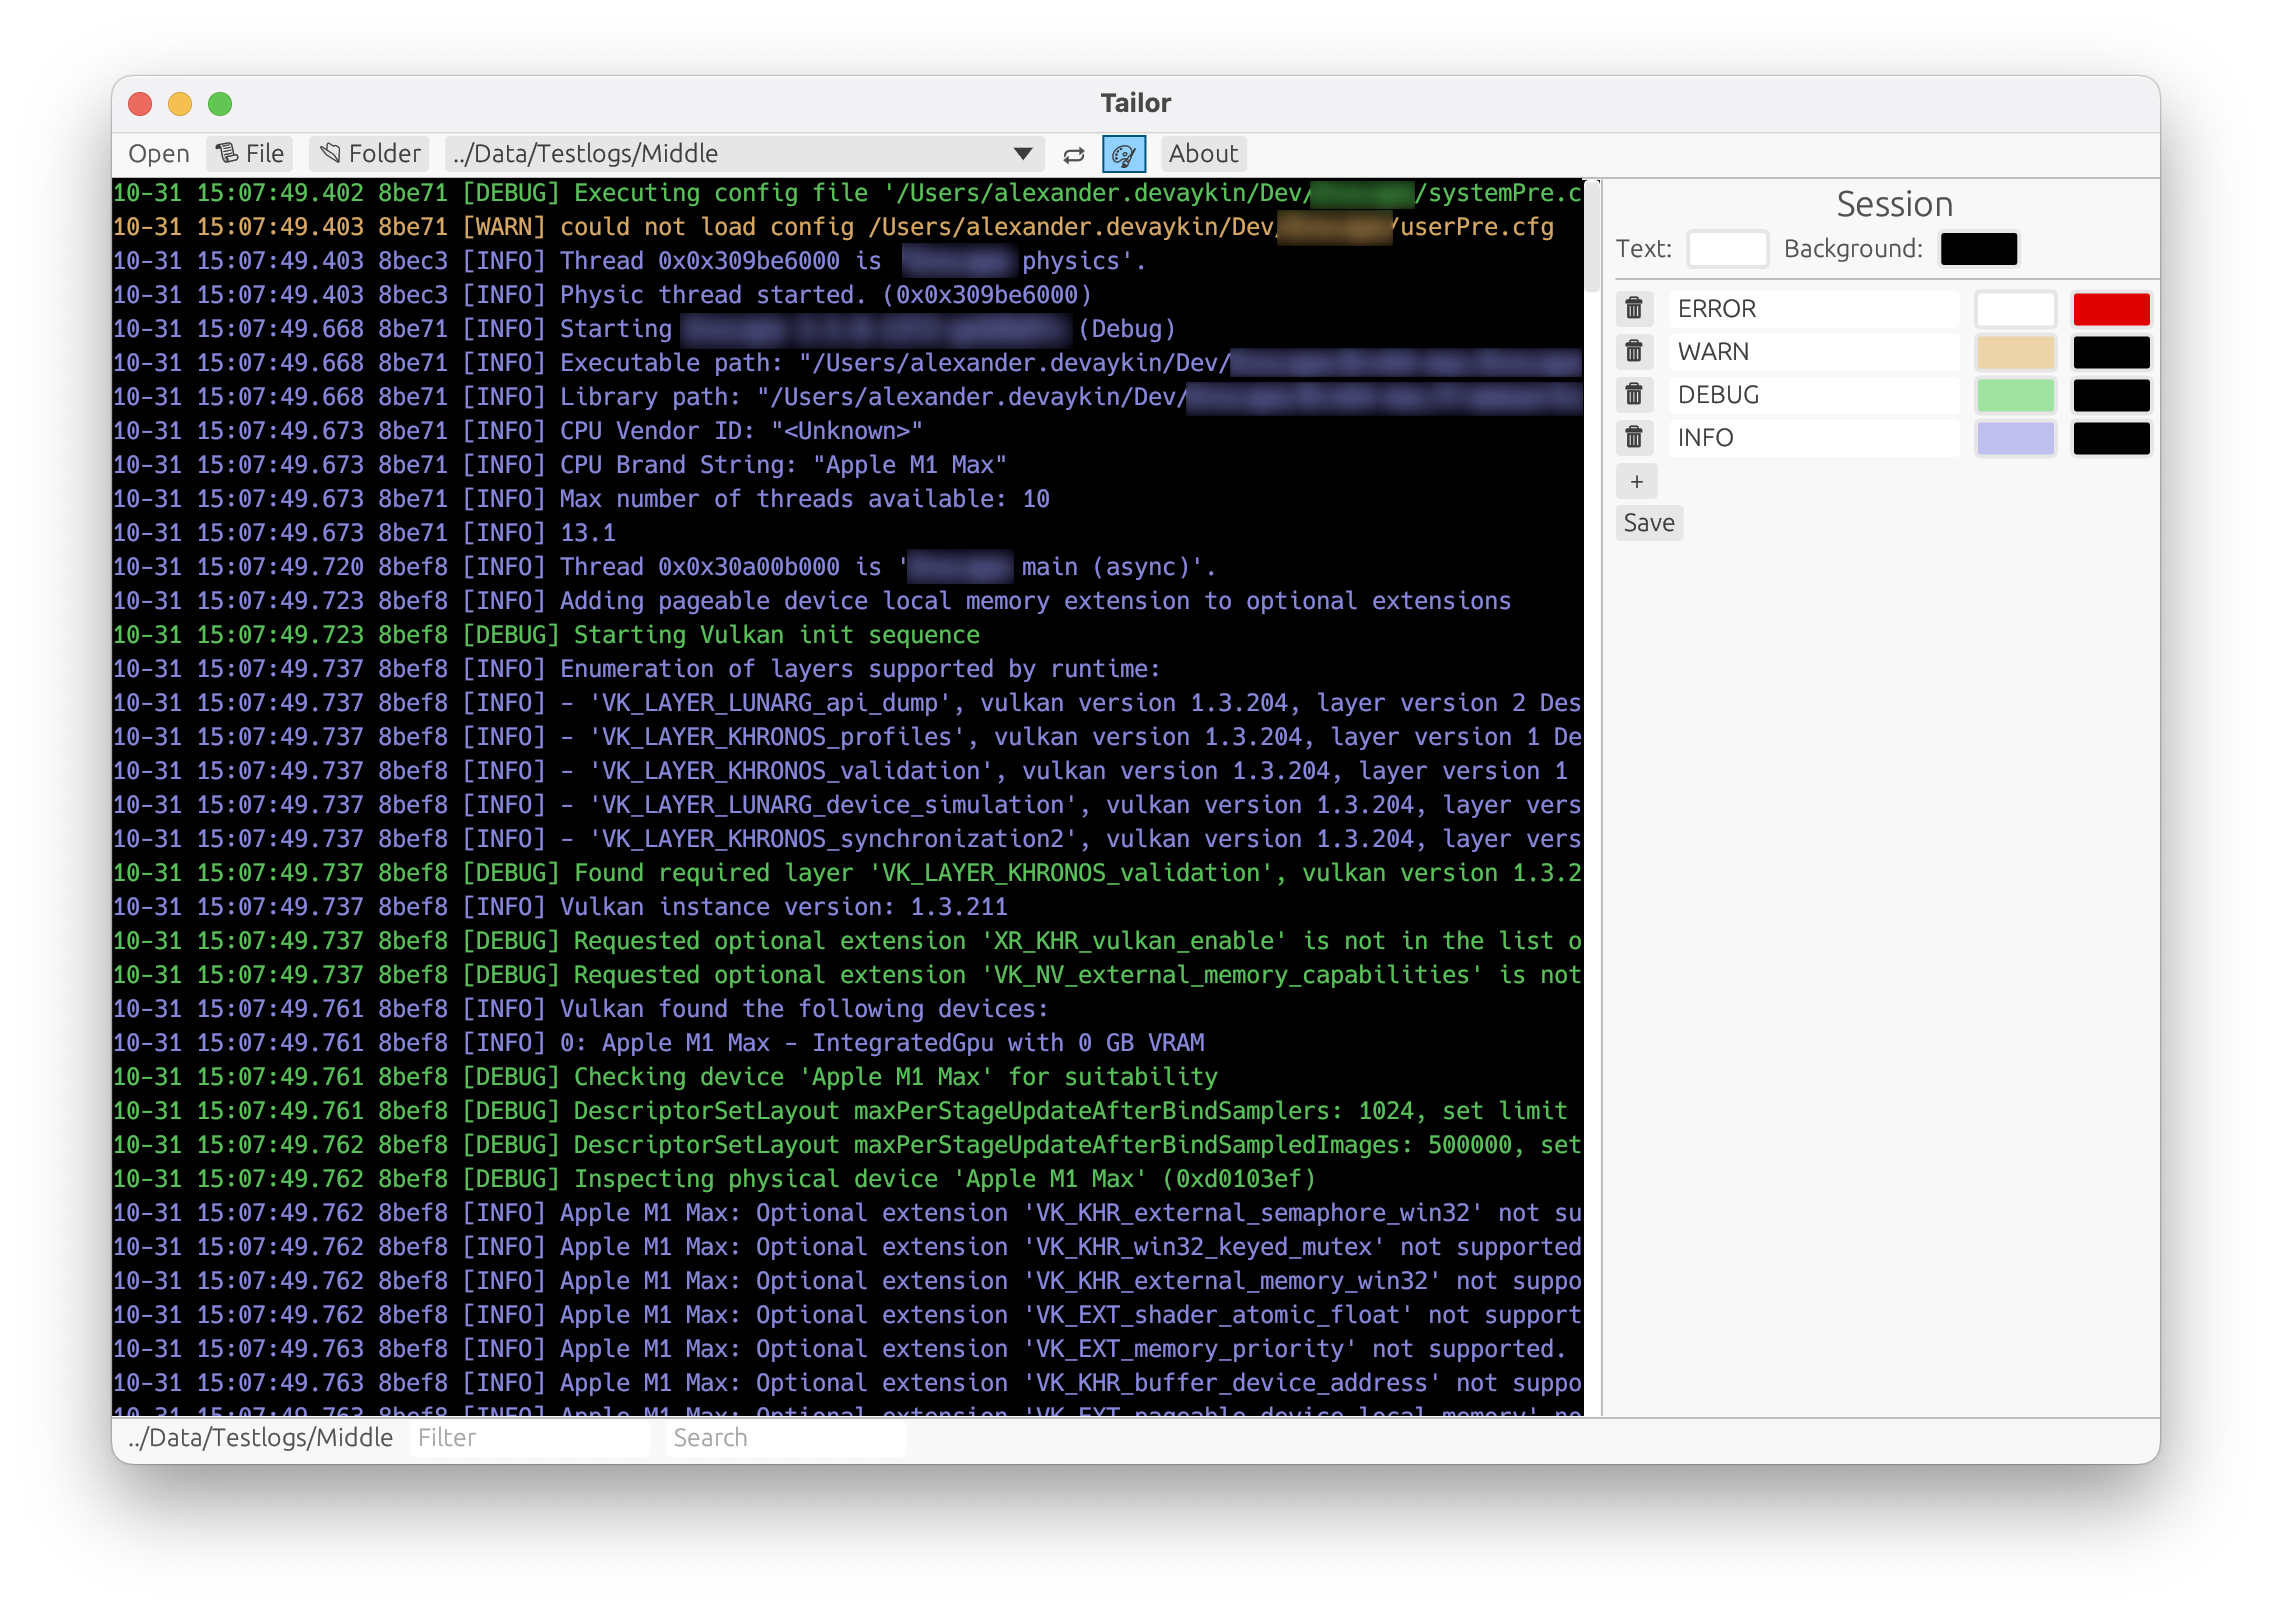 Tailor
Open File Folder ../Data/Testlogs/Middle About
10-31 15:07:49.402 8be71 [DEBUG] Executing config file '/Users/alexander.devaykin/Dev/ /systemPre.c
10-31 15:07:49.403 8be71 [WARN] could not load config /Users/alexander.devaykin/Dev/ /userPre.cfg
10-31 15:07:49.403 8bec3 [INFO] Thread 0x0x309be6000 is physics'.
10-31 15:07:49.403 8bec3 [INFO] Physic thread started. (0x0x309be6000)
10-31 15:07:49.668 8be71 [INFO] Starting (Debug)
10-31 15:07:49.668 8be71 [INFO] Executable path: "/Users/alexander.devaykin/Dev/
10-31 15:07:49.668 8be71 [INFO] Library path: "/Users/alexander.devaykin/Dev/
10-31 15:07:49.673 8be71 [INFO] CPU Vendor ID: "<Unknown>"
10-31 15:07:49.673 8be71 [INFO] CPU Brand String: "Apple M1 Max"
10-31 15:07:49.673 8be71 [INFO] Max number of threads available: 10
10-31 15:07:49.673 8be71 [INFO] 13.1
10-31 15:07:49.720 8bef8 [INFO] Thread 0x0x30a00b000 is ' main (async)'.
10-31 15:07:49.723 8bef8 [INFO] Adding pageable device local memory extension to optional extensions
10-31 15:07:49.723 8bef8 [DEBUG] Starting Vulkan init sequence
10-31 15:07:49.737 8bef8 [INFO] Enumeration of layers supported by runtime:
10-31 15:07:49.737 8bef8 [INFO] - 'VK_LAYER_LUNARG_api_dump', vulkan version 1.3.204, layer version 2 Des
10-31 15:07:49.737 8bef8 [INFO] - 'VK_LAYER_KHRONOS_profiles', vulkan version 1.3.204, layer version 1 De
10-31 15:07:49.737 8bef8 [INFO] - 'VK_LAYER_KHRONOS_validation', vulkan version 1.3.204, layer version 1
10-31 15:07:49.737 8bef8 [INFO] - 'VK_LAYER_LUNARG_device_simulation', vulkan version 1.3.204, layer vers
10-31 15:07:49.737 8bef8 [INFO] - 'VK_LAYER_KHRONOS_synchronization2', vulkan version 1.3.204, layer vers
10-31 15:07:49.737 8bef8 [DEBUG] Found required layer 'VK_LAYER_KHRONOS_validation', vulkan version 1.3.2
10-31 15:07:49.737 8bef8 [INFO] Vulkan instance version: 1.3.211
10-31 15:07:49.737 8bef8 [DEBUG] Requested optional extension 'XR_KHR_vulkan_enable' is not in the list o
10-31 15:07:49.737 8bef8 [DEBUG] Requested optional extension 'VK_NV_external_memory_capabilities' is not
10-31 15:07:49.761 8bef8 [INFO] Vulkan found the following devices:
10-31 15:07:49.761 8bef8 [INFO] 0: Apple M1 Max - IntegratedGpu with 0 GB VRAM
10-31 15:07:49.761 8bef8 [DEBUG] Checking device 'Apple M1 Max' for suitability
10-31 15:07:49.761 8bef8 [DEBUG] DescriptorSetLayout maxPerStageUpdateAfterBindSamplers: 1024, set limit
10-31 15:07:49.762 8bef8 [DEBUG] DescriptorSetLayout maxPerStageUpdateAfterBindSampledImages: 500000, set
10-31 15:07:49.762 8bef8 [DEBUG] Inspecting physical device 'Apple M1 Max' (0xd0103ef)
10-31 15:07:49.762 8bef8 [INFO] Apple M1 Max: Optional extension 'VK_KHR_external_semaphore_win32' not su
10-31 15:07:49.762 8bef8 [INFO] Apple M1 Max: Optional extension 'VK_KHR_win32_keyed_mutex' not supported
10-31 15:07:49.762 8bef8 [INFO] Apple M1 Max: Optional extension 'VK_KHR_external_memory_win32' not suppo
10-31 15:07:49.762 8bef8 [INFO] Apple M1 Max: Optional extension 'VK_EXT_shader_atomic_float' not support
10-31 15:07:49.763 8bef8 [INFO] Apple M1 Max: Optional extension 'VK_EXT_memory_priority' not supported.
10-31 15:07:49.763 8bef8 [INFO] Apple M1 Max: Optional extension 'VK_KHR_buffer_device_address' not suppo
10-31 15:07:49.763 8bef8 [INFO] Apple M1 Max: Optional extension 'VK_EXT_pageable_device_local_memory' no
Session
Text: Background:
ERROR
WARN
DEBUG
INFO
+
Save
../Data/Testlogs/Middle Filter Search